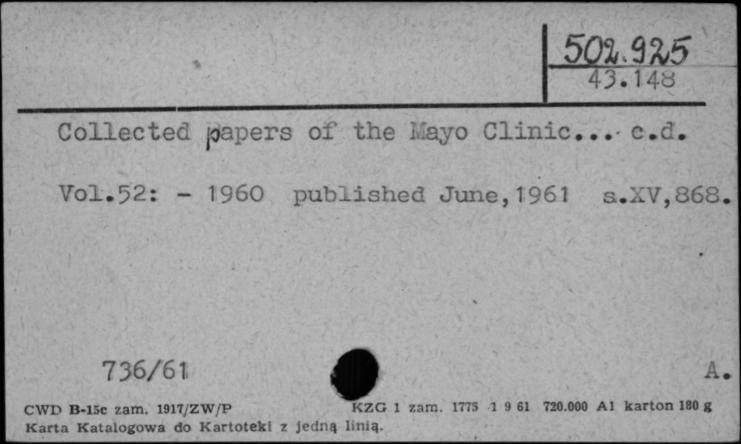 502.925
43.148
Collected papers of the Mayo Clinic... c.d.
Vol.52: - 1960 published June,1961 s.XV,868.
736/61 A.
CWD B-15c zam. 1917/ZW/P KZG 1 zam. 1775 1 9 61 720.000 A1 karton 180 g
Karta Katalogowa do Kartoteki z jedną linią.